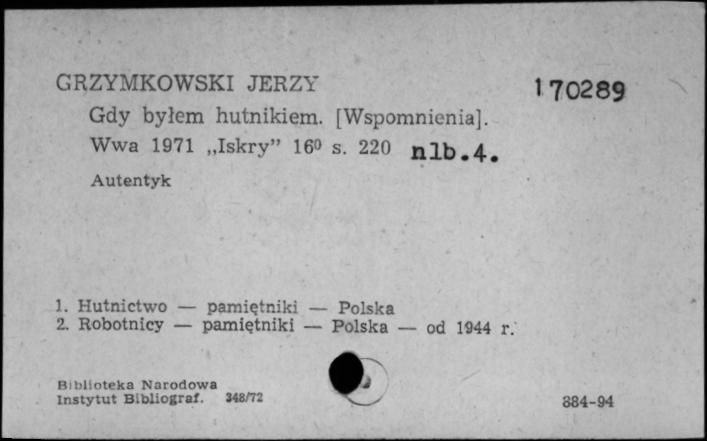 GRZYMKOWSKI JERZY 170289
Gdy byłem hutnikiem. [Wspomnienia].
Wwa 1971 „Iskry” 16⁰ s. 220 nlb.4.
Autentyk
1. Hutnictwo — pamiętniki — Polska
2. Robotnicy — pamiętniki — Polska — od 1944 r.
Biblioteka Narodowa
Instytut Bibliograf. 348/72 884-94